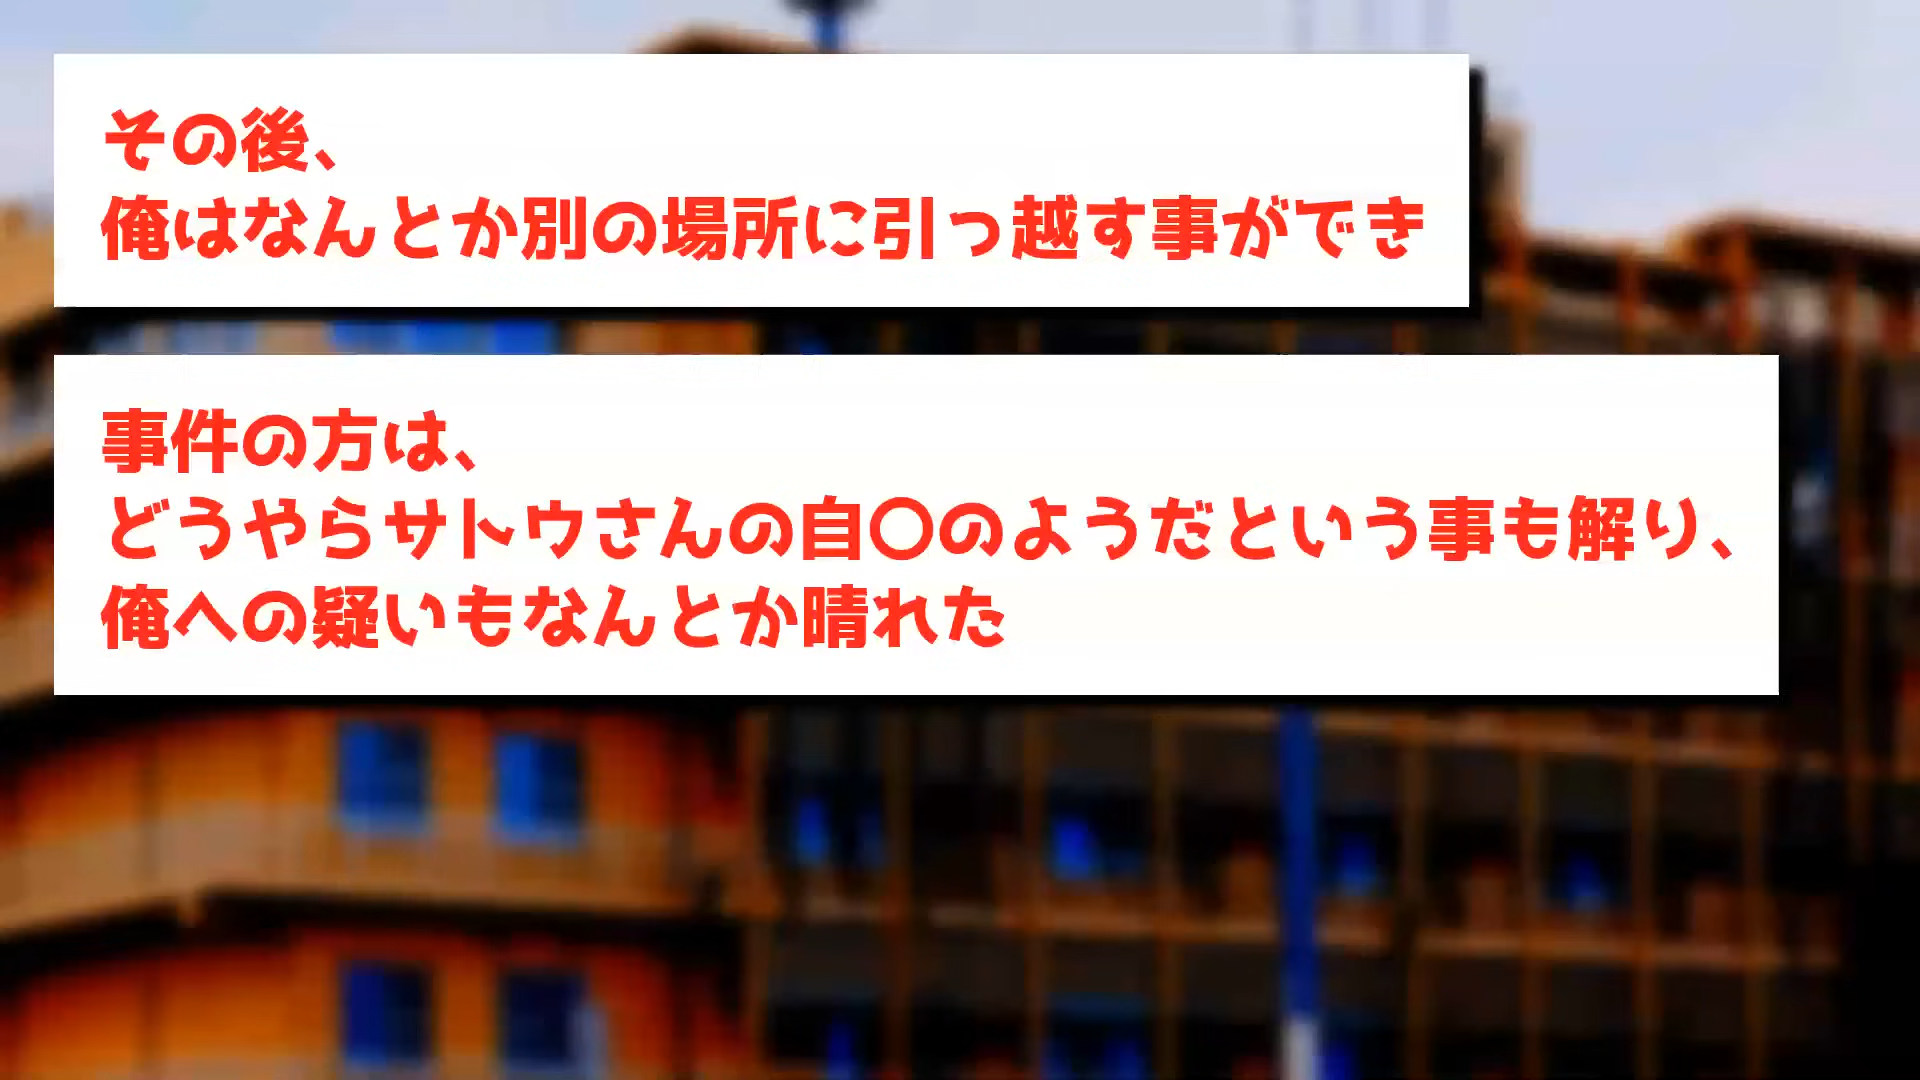 その後、
俺はなんとか別の場所に引っ越す事ができ
事件の方は、
どうやらサトウさんの自〇のようだという事も解り、
俺への疑いもなんとか晴れた